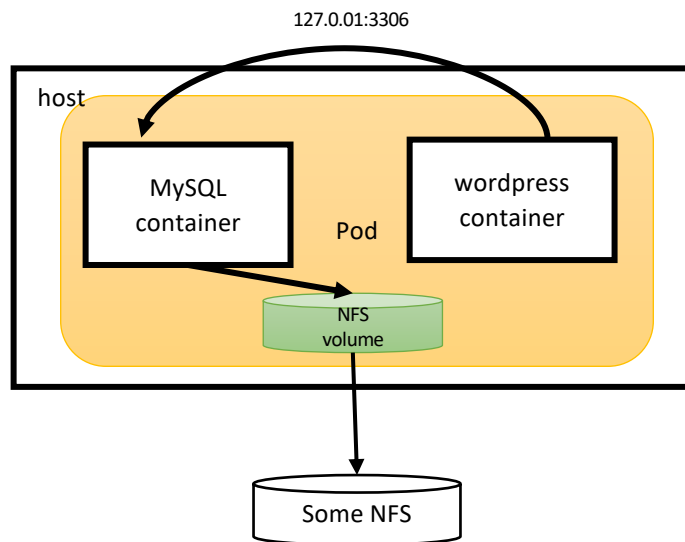 127.0.01:3306
host
MySQL
container
wordpress
container
Pod
NFS
volume
Some NFS